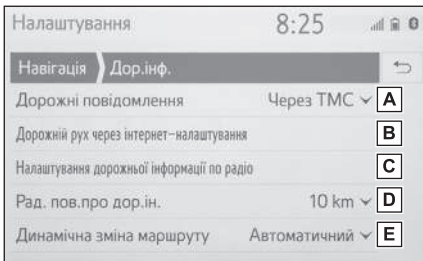 Налаштування 8:25
Навігація Дор.інф.
Дорожні повідомлення Через TMC A
Дорожній рух через інтернет-налаштування B
Налаштування дорожньої інформації по радіо C
Рад. пов.про дор.ін. 10 km D
Динамічна зміна маршруту Автоматичний E